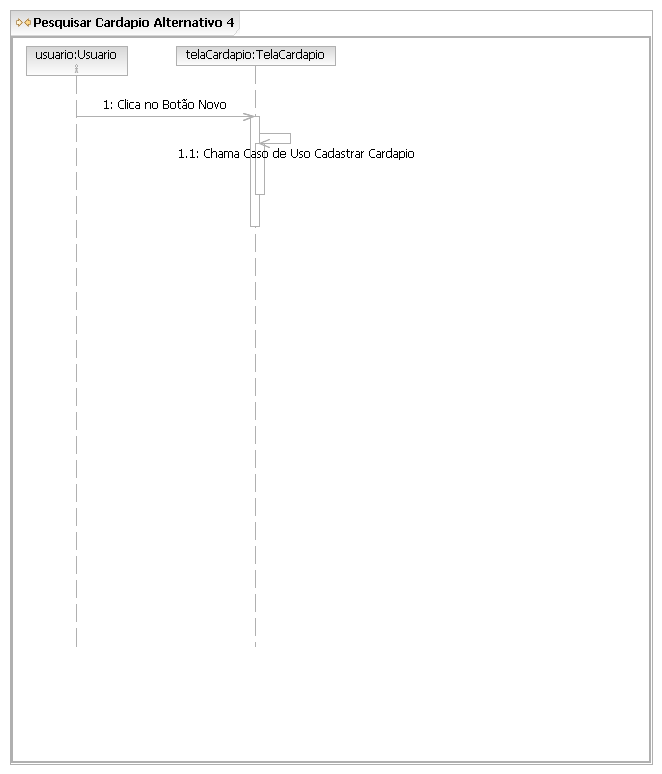 Pesquisar Cardapio Alternativo 4
usuario:Usuario
telaCardapio:TelaCardapio
1: Clica no Botão Novo
1.1: Chama Caso de Uso Cadastrar Cardapio